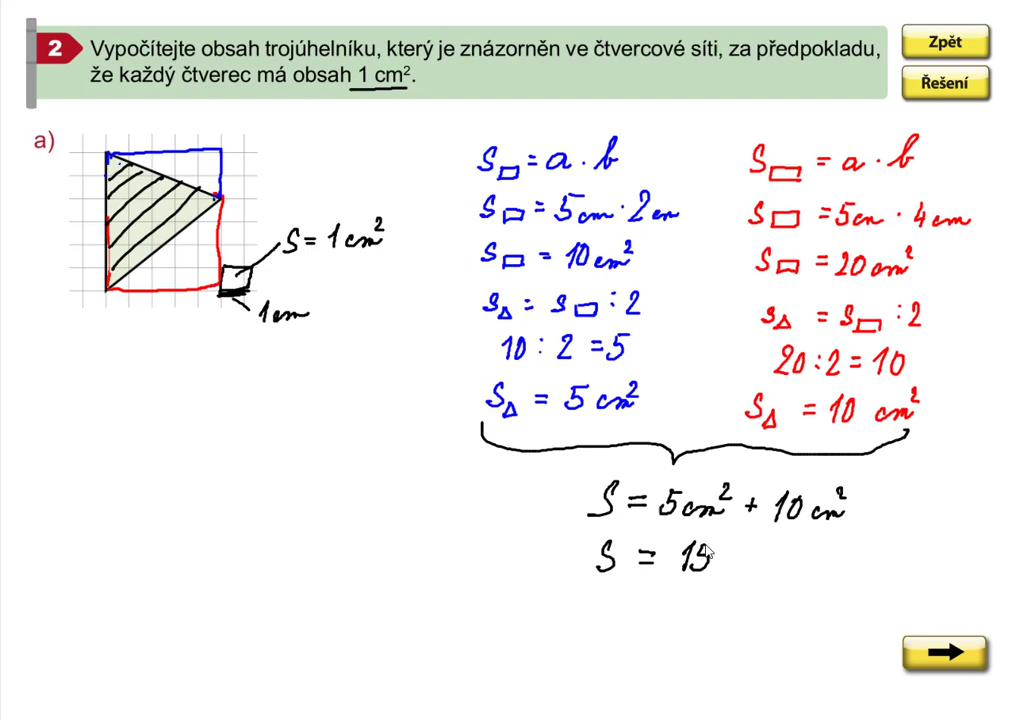 2 Vypočítejte obsah trojúhelníku, který je znázorněn ve čtvercové síti, za předpokladu,
že každý čtverec má obsah 1 cm².
Zpět
Řešení
a)
S = 1 cm²
1 cm
S▭ = a · b
S▭ = 5 cm · 2 cm
S▭ = 10 cm²
S△ = S▭ : 2
10 : 2 = 5
S△ = 5 cm²
S▭ = a · b
S▭ = 5 cm · 4 cm
S▭ = 20 cm²
S△ = S▭ : 2
20 : 2 = 10
S△ = 10 cm²
S = 5 cm² + 10 cm²
S = 15